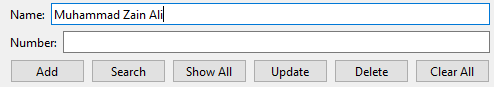 Name: Muhammad Zain Ali
Number:
Add Search Show All Update Delete Clear All